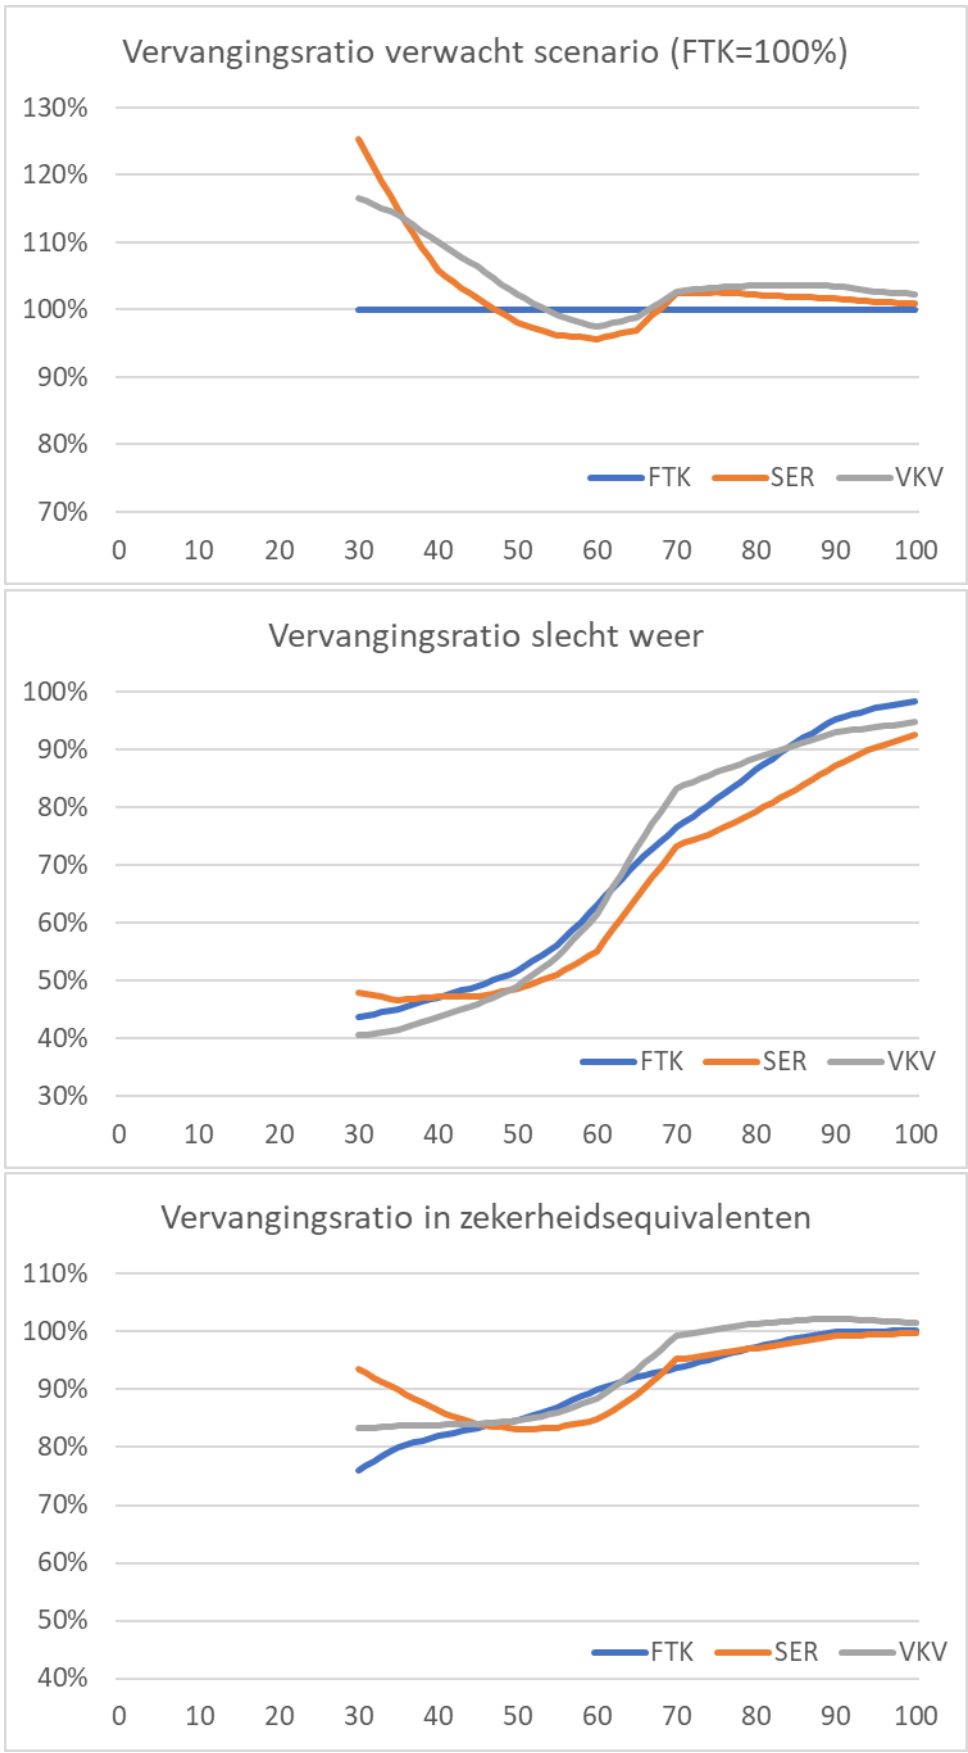 Vervangingsratio verwacht scenario (FTK=100%)
130%
120%
110%
100%
90%
80%
FTK SER VKV
70%
0 10 20 30 40 50 60 70 80 90 100
Vervangingsratio slecht weer
100%
90%
80%
70%
60%
50%
40%
FTK SER VKV
30%
0 10 20 30 40 50 60 70 80 90 100
Vervangingsratio in zekerheidsequivalenten
110%
100%
90%
80%
70%
60%
50%
FTK SER VKV
40%
0 10 20 30 40 50 60 70 80 90 100